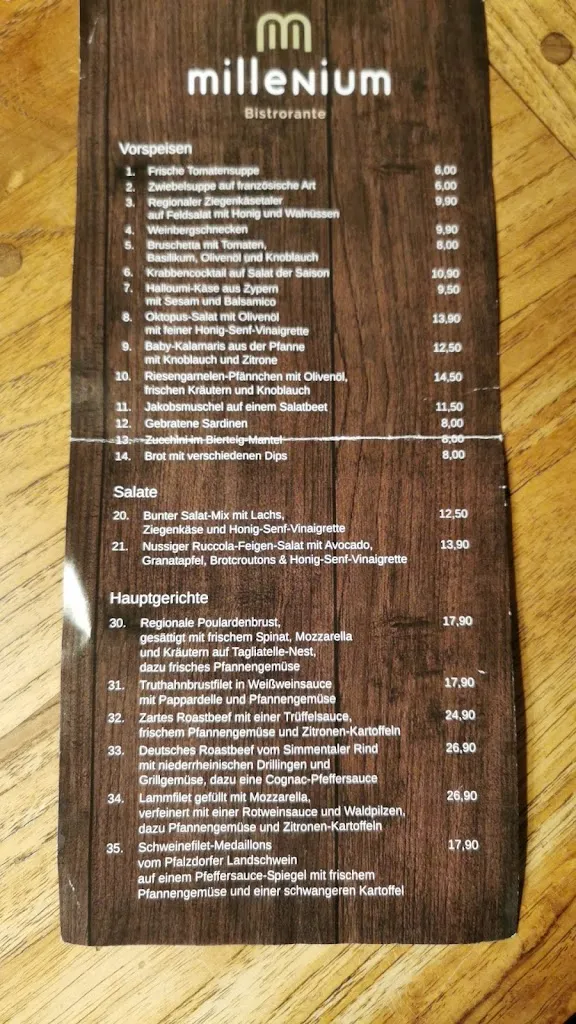 m
millenium
Bistrorante
Vorspeisen
1. Frische Tomatensuppe 6,00
2. Zwiebelsuppe auf französische Art 6,00
3. Regionaler Ziegenkäsetaler 9,90
auf Feldsalat mit Honig und Walnüssen
4. Weinbergschnecken 9,90
5. Bruschetta mit Tomaten, 8,00
Basilikum, Olivenöl und Knoblauch
6. Krabbencocktail auf Salat der Saison 10,90
7. Halloumi-Käse aus Zypern 9,50
mit Sesam und Balsamico
8. Oktopus-Salat mit Olivenöl 13,90
mit feiner Honig-Senf-Vinaigrette
9. Baby-Kalamaris aus der Pfanne 12,50
mit Knoblauch und Zitrone
10. Riesengarnelen-Pfännchen mit Olivenöl, 14,50
frischen Kräutern und Knoblauch
11. Jakobsmuschel auf einem Salatbeet 11,50
12. Gebratene Sardinen 8,00
13. Zucchini im Bierteig-Mantel 8,00
14. Brot mit verschiedenen Dips 8,00
Salate
20. Bunter Salat-Mix mit Lachs, 12,50
Ziegenkäse und Honig-Senf-Vinaigrette
21. Nussiger Ruccola-Feigen-Salat mit Avocado, 13,90
Granatapfel, Brotcroutons & Honig-Senf-Vinaigrette
Hauptgerichte
30. Regionale Poulardenbrust, 17,90
gesättigt mit frischem Spinat, Mozzarella
und Kräutern auf Tagliatelle-Nest,
dazu frisches Pfannengemüse
31. Truthahnbrustfilet in Weißweinsauce 17,90
mit Pappardelle und Pfannengemüse
32. Zartes Roastbeef mit einer Trüffelsauce, 24,90
frischem Pfannengemüse und Zitronen-Kartoffeln
33. Deutsches Roastbeef vom Simmentaler Rind 26,90
mit niederrheinischen Drillingen und
Grillgemüse, dazu eine Cognac-Pfeffersauce
34. Lammfilet gefüllt mit Mozzarella, 26,90
verfeinert mit einer Rotweinsauce und Waldpilzen,
dazu Pfannengemüse und Zitronen-Kartoffeln
35. Schweinefilet-Medaillons 17,90
vom Pfalzdorfer Landschwein
auf einem Pfeffersauce-Spiegel mit frischem
Pfannengemüse und einer schwangeren Kartoffel